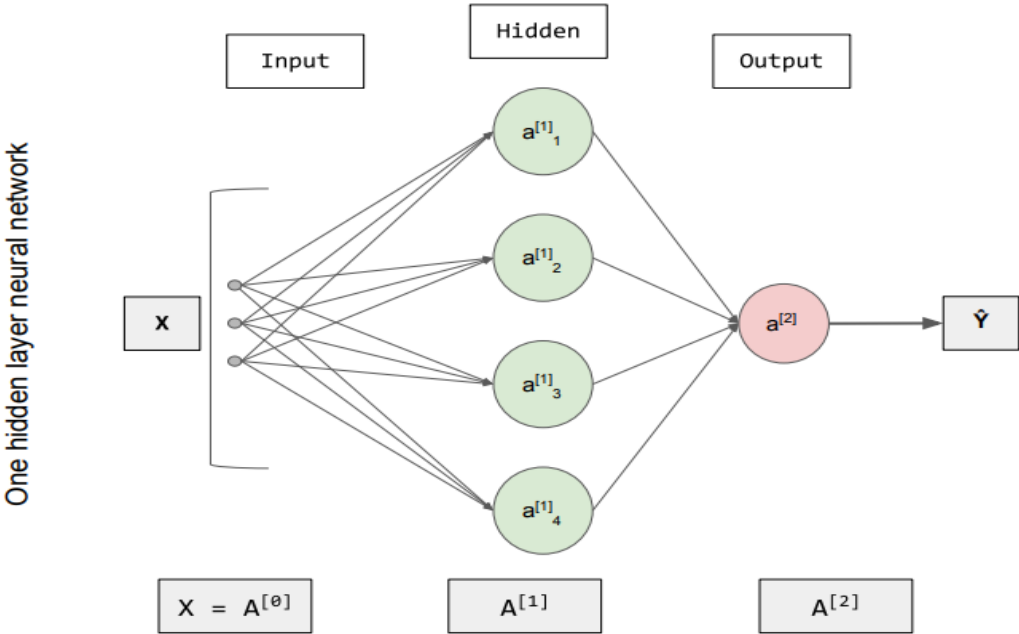 One hidden layer neural network
Input
Hidden
Output
X
a[1]1
a[1]2
a[1]3
a[1]4
a[2]
Ŷ
X = A[0]
A[1]
A[2]